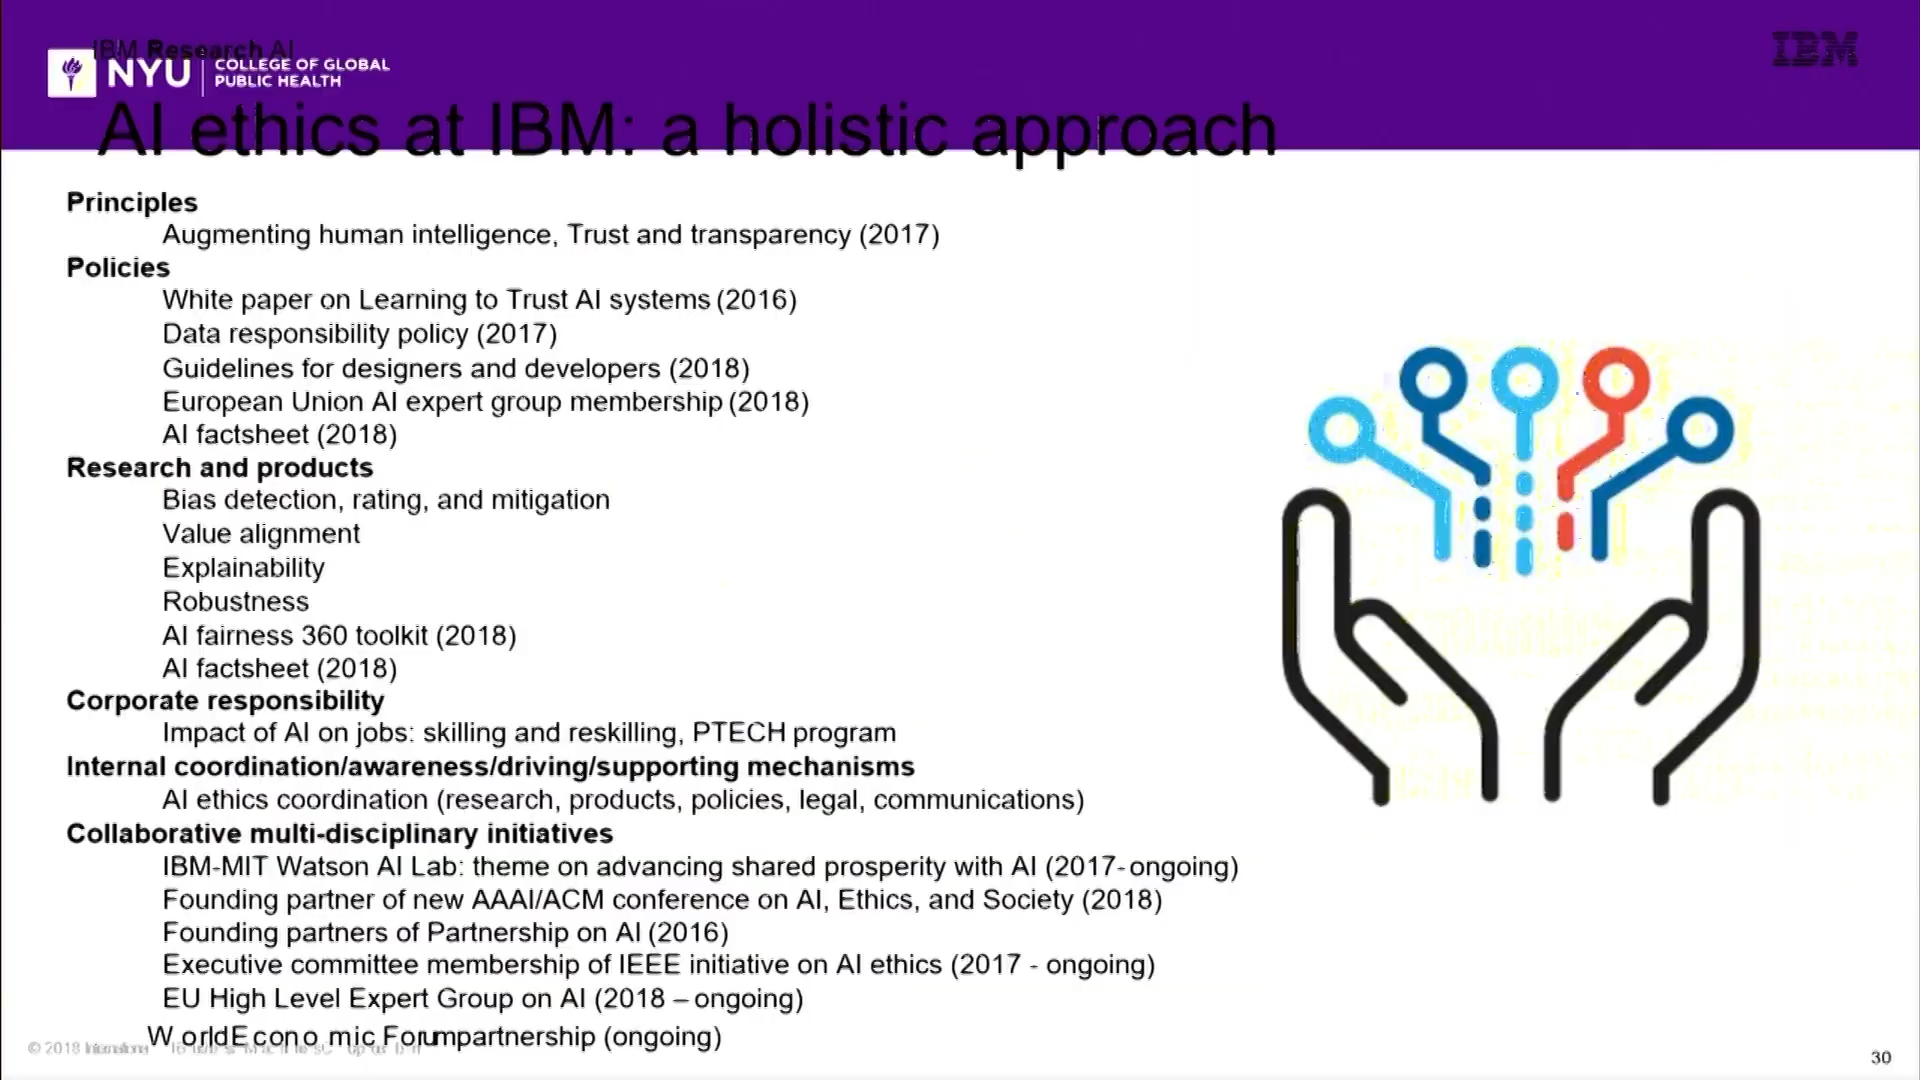 IBM Research AI
IBM
NYU
COLLEGE OF GLOBAL
PUBLIC HEALTH
AI ethics at IBM: a holistic approach
Principles
Augmenting human intelligence, Trust and transparency (2017)
Policies
White paper on Learning to Trust AI systems (2016)
Data responsibility policy (2017)
Guidelines for designers and developers (2018)
European Union AI expert group membership (2018)
AI factsheet (2018)
Research and products
Bias detection, rating, and mitigation
Value alignment
Explainability
Robustness
AI fairness 360 toolkit (2018)
AI factsheet (2018)
Corporate responsibility
Impact of AI on jobs: skilling and reskilling, PTECH program
Internal coordination/awareness/driving/supporting mechanisms
AI ethics coordination (research, products, policies, legal, communications)
Collaborative multi-disciplinary initiatives
IBM-MIT Watson AI Lab: theme on advancing shared prosperity with AI (2017-ongoing)
Founding partner of new AAAI/ACM conference on AI, Ethics, and Society (2018)
Founding partners of Partnership on AI (2016)
Executive committee membership of IEEE initiative on AI ethics (2017 - ongoing)
EU High Level Expert Group on AI (2018 – ongoing)
World Economic Forum partnership (ongoing)
© 2018 International
30